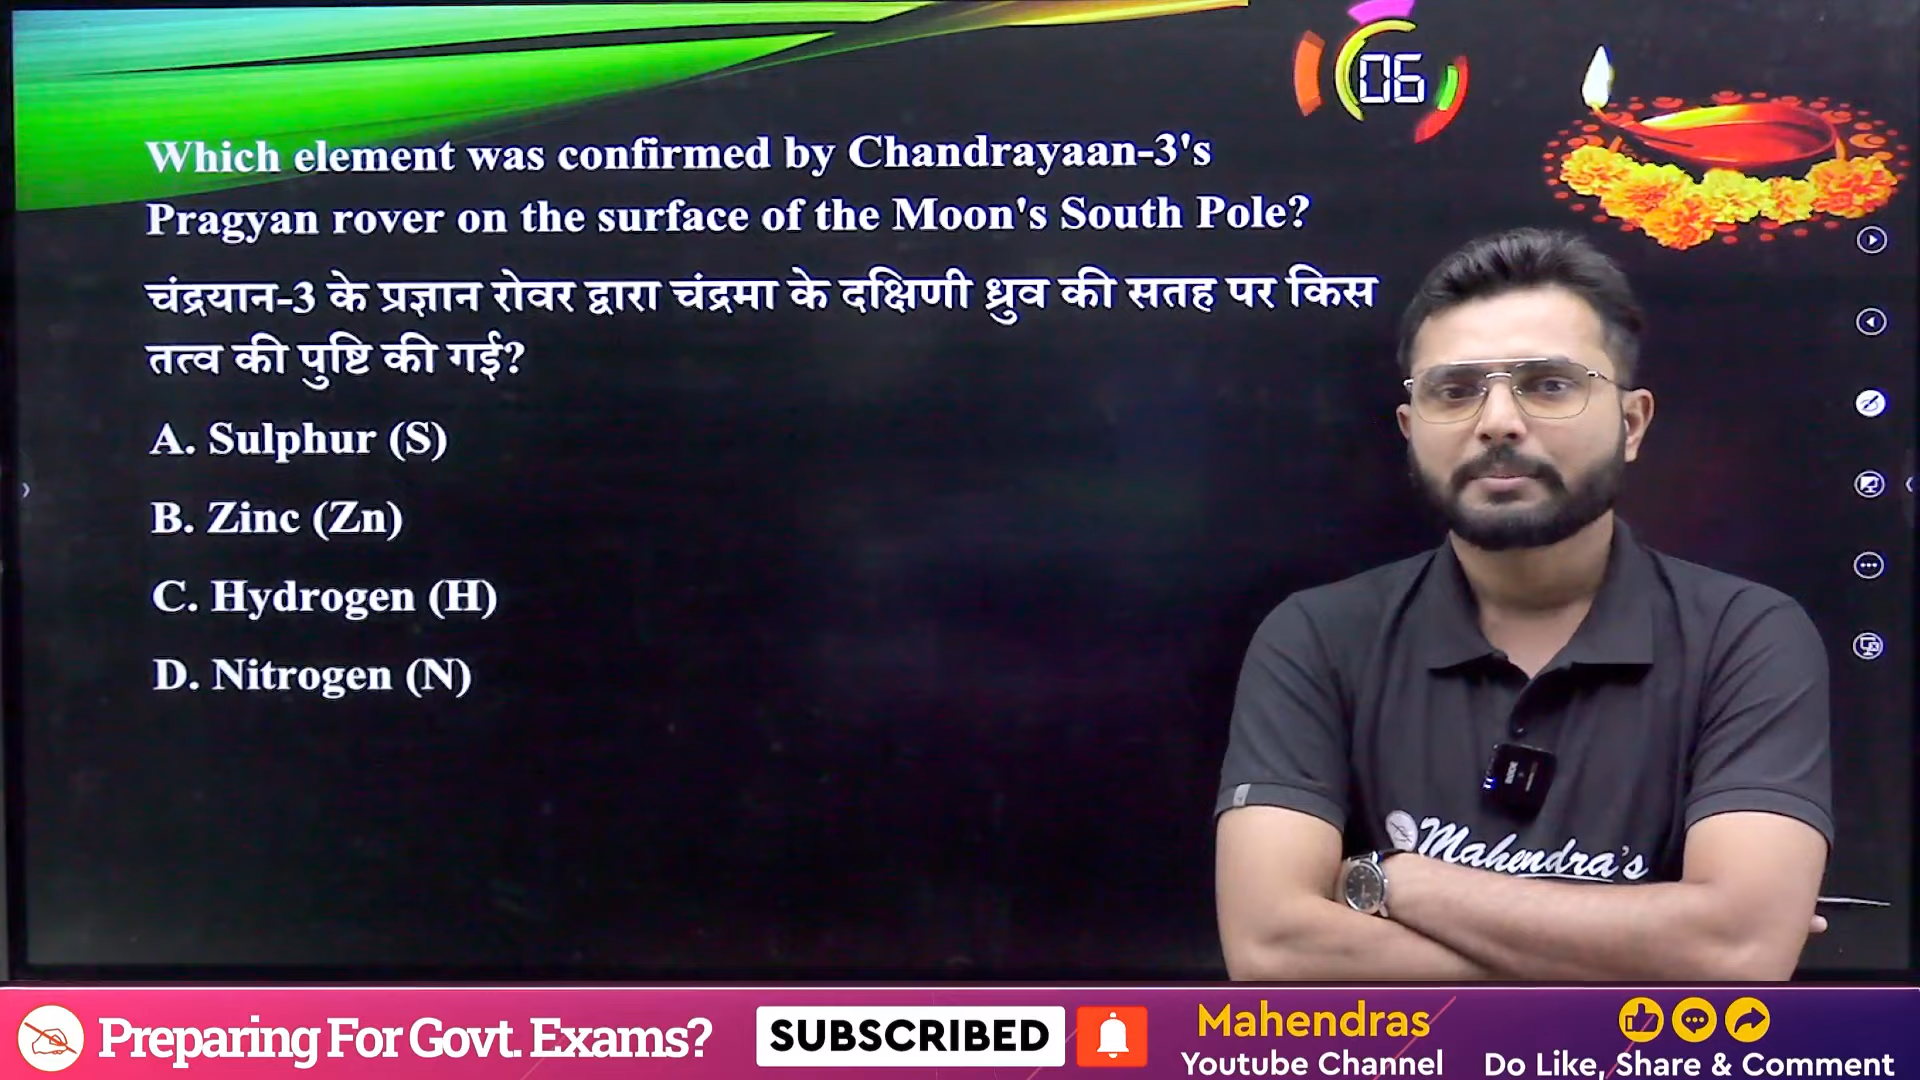 06
Which element was confirmed by Chandrayaan-3's
Pragyan rover on the surface of the Moon's South Pole?
चंद्रयान-3 के प्रज्ञान रोवर द्वारा चंद्रमा के दक्षिणी ध्रुव की सतह पर किस
तत्व की पुष्टि की गई?
A. Sulphur (S)
B. Zinc (Zn)
C. Hydrogen (H)
D. Nitrogen (N)
Mahendra's
Preparing For Govt. Exams?
SUBSCRIBED
Mahendras
Youtube Channel
Do Like, Share & Comment